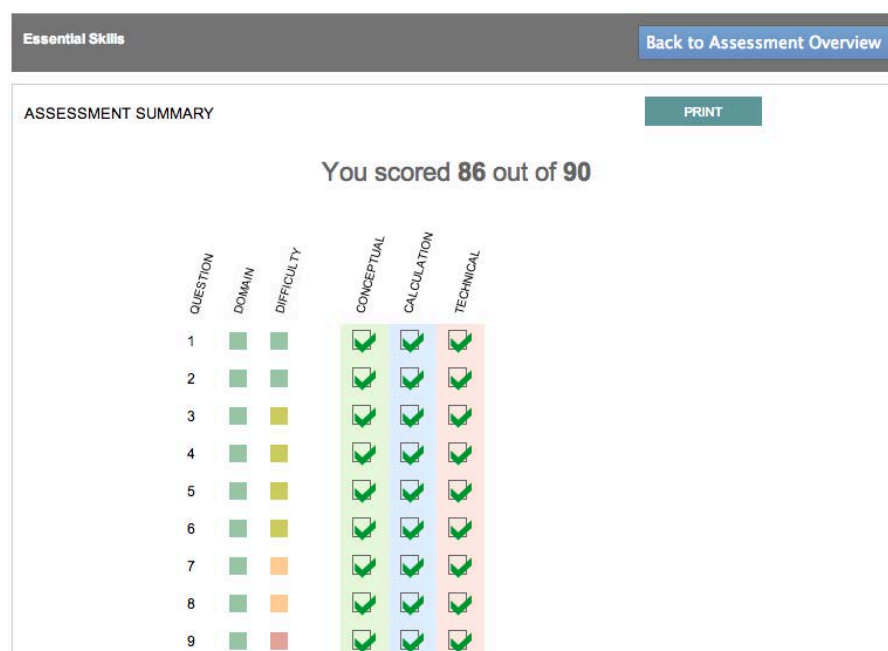 Essential Skills
Back to Assessment Overview
ASSESSMENT SUMMARY
PRINT
You scored 86 out of 90
QUESTION DOMAIN DIFFICULTY CONCEPTUAL CALCULATION TECHNICAL
1
2
3
4
5
6
7
8
9